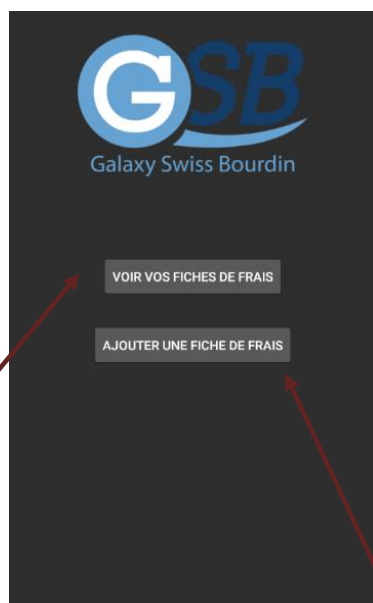 GSB
Galaxy Swiss Bourdin
VOIR VOS FICHES DE FRAIS
AJOUTER UNE FICHE DE FRAIS